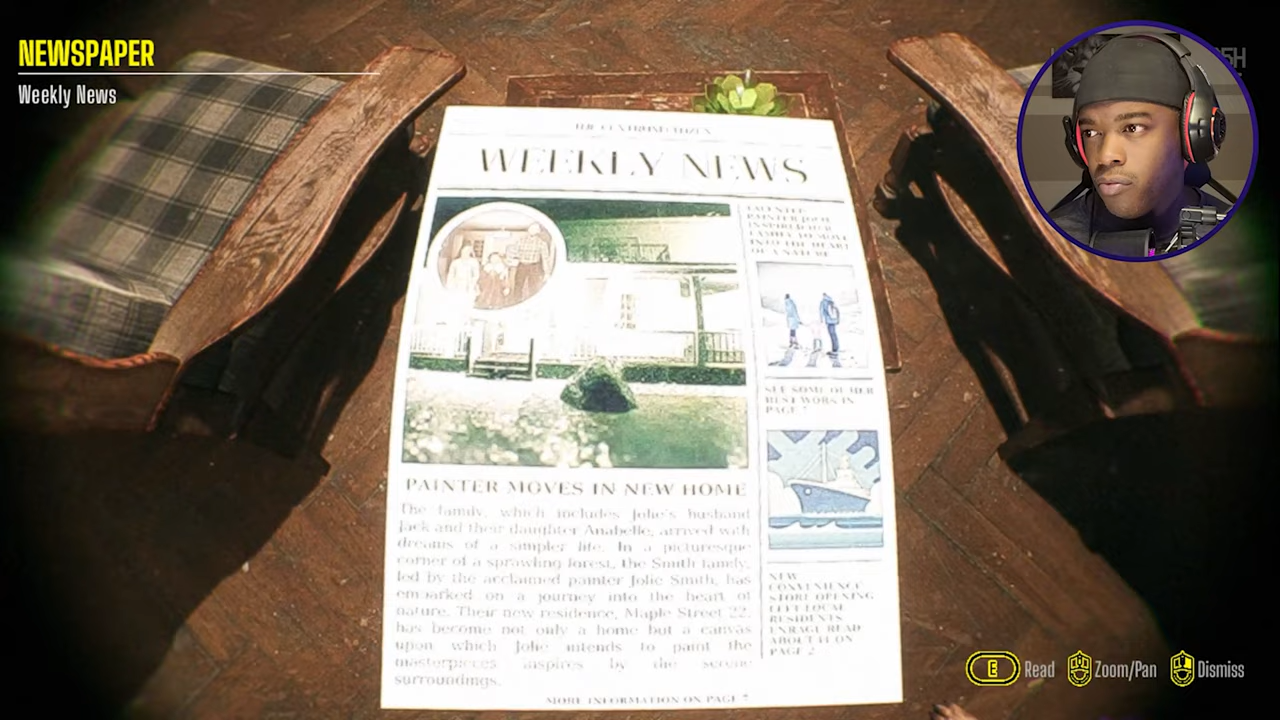 NEWSPAPER
Weekly News
WEEKLY NEWS
PAINTER JOLIE
INSPIRED HER
FAMILY TO MOVE
INTO THE HEART
OF A NATURE
SEE SOME OF HER
BEST WORKS IN
PAGE 7
PAINTER MOVES IN NEW HOME
The family, which includes Jolie's husband
Jack and their daughter Anabelle, arrived with
dreams of a simpler life. In a picturesque
corner of a sprawling forest, the Smith family,
led by the acclaimed painter Jolie Smith, has
embarked on a journey into the heart of
nature. Their new residence, Maple Street 22,
has become not only a home but a canvas
upon which Jolie intends to paint the
masterpieces inspires by the serene
surroundings.
NEW
CONVENIENCE
STORE OPENING
LEFT LOCAL
RESIDENTS
ENRAGE READ
ABOUT IT ON
PAGE 2
MORE INFORMATION ON PAGE 7
E Read Zoom/Pan Dismiss